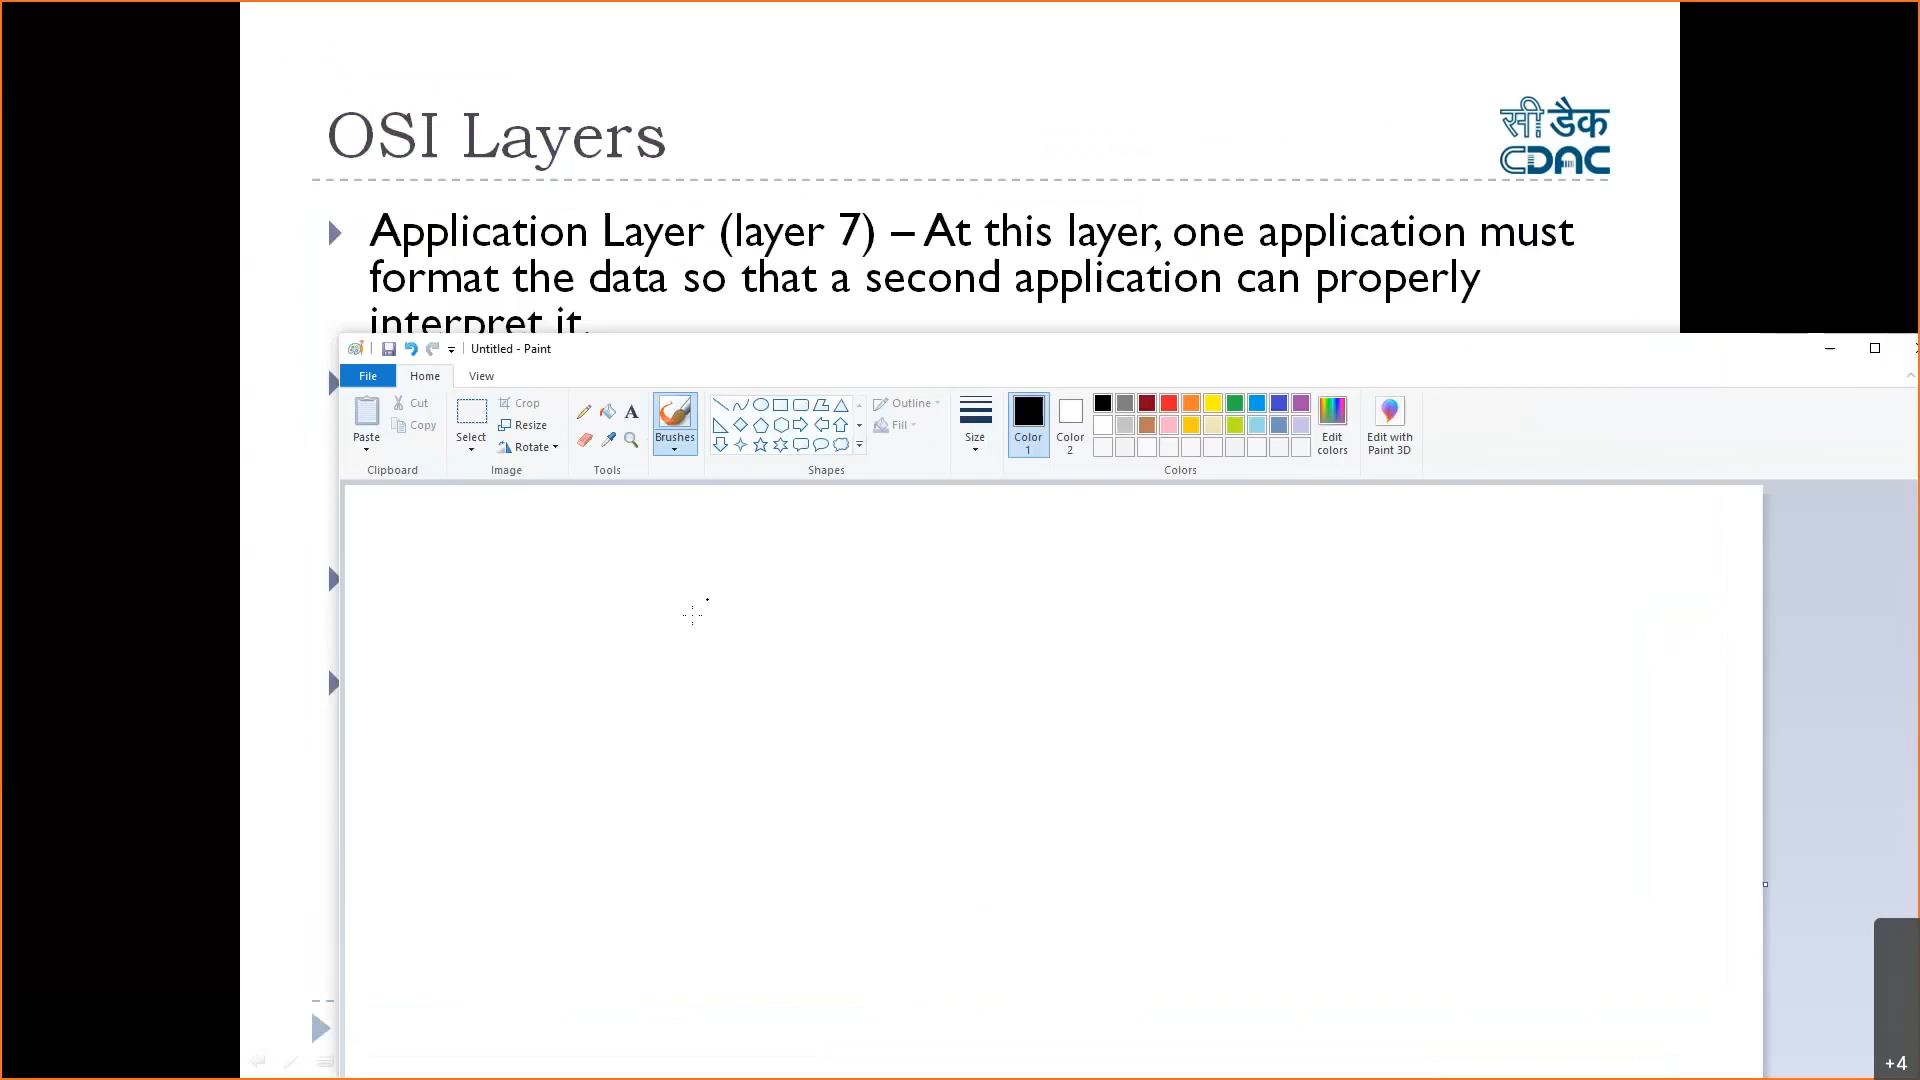 OSI Layers
सी डैक
CDAC
Application Layer (layer 7) – At this layer, one application must
format the data so that a second application can properly
interpret it.
Untitled - Paint
File
Home
View
Paste
Cut
Copy
Clipboard
Select
Crop
Resize
Rotate
Image
A
Tools
Brushes
Outline
Fill
Shapes
Size
Color
1
Color
2
Edit
colors
Colors
Edit with
Paint 3D
+4